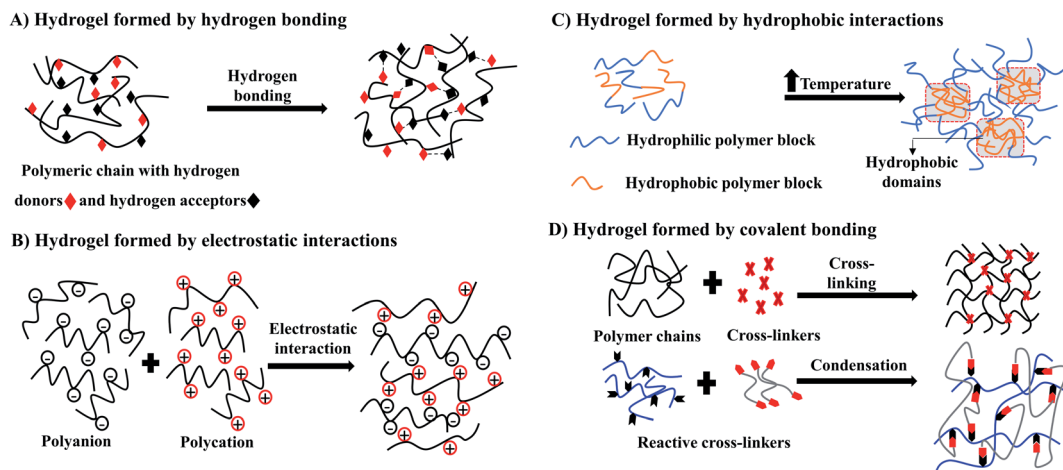 A) Hydrogel formed by hydrogen bonding
Hydrogen
bonding
Polymeric chain with hydrogen
donors and hydrogen acceptors
B) Hydrogel formed by electrostatic interactions
Electrostatic
interaction
Polyanion
Polycation
C) Hydrogel formed by hydrophobic interactions
Temperature
Hydrophilic polymer block
Hydrophobic polymer block
Hydrophobic
domains
D) Hydrogel formed by covalent bonding
Cross-
linking
Polymer chains
Cross-linkers
Condensation
Reactive cross-linkers